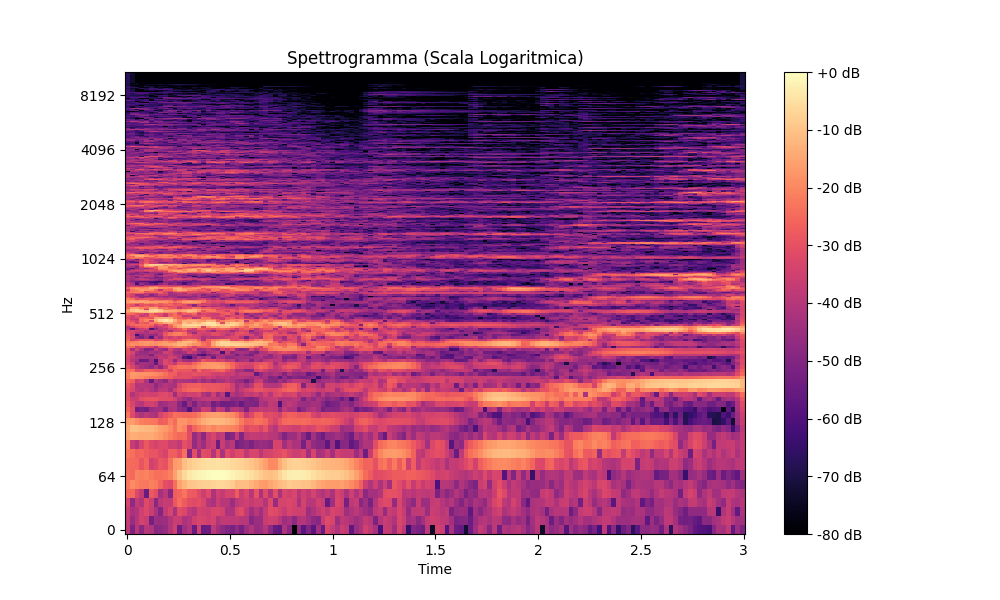 Spettrogramma (Scala Logaritmica)
8192
4096
2048
1024
512
256
128
64
0
Hz
0
0.5
1
1.5
2
2.5
3
Time
+0 dB
-10 dB
-20 dB
-30 dB
-40 dB
-50 dB
-60 dB
-70 dB
-80 dB